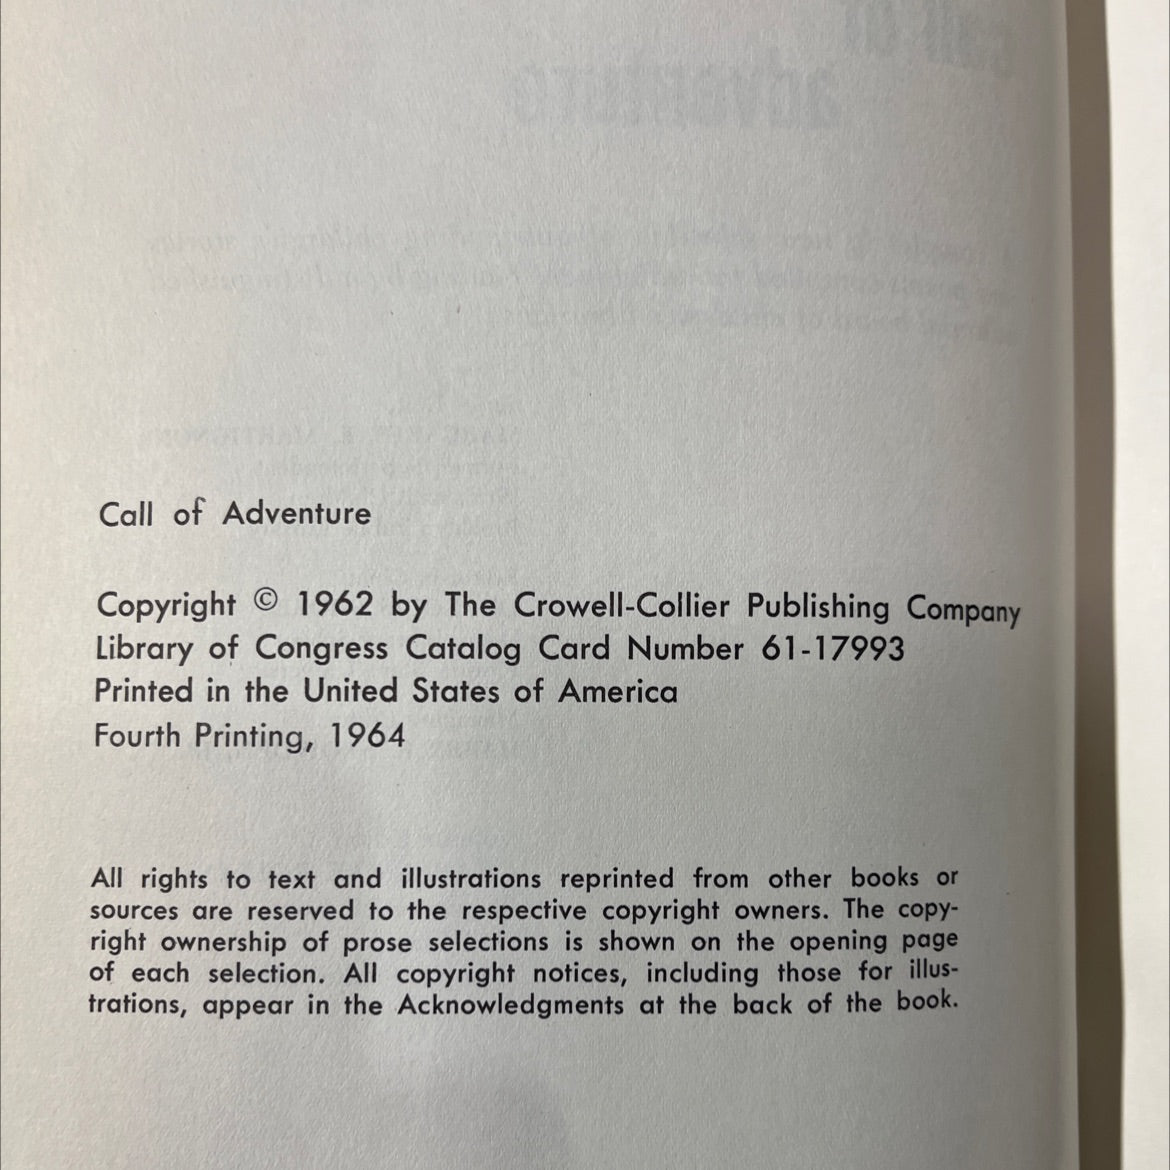 Call of Adventure
Copyright © 1962 by The Crowell-Collier Publishing Company
Library of Congress Catalog Card Number 61-17993
Printed in the United States of America
Fourth Printing, 1964
All rights to text and illustrations reprinted from other books or
sources are reserved to the respective copyright owners. The copy-
right ownership of prose selections is shown on the opening page
of each selection. All copyright notices, including those for illus-
trations, appear in the Acknowledgments at the back of the book.